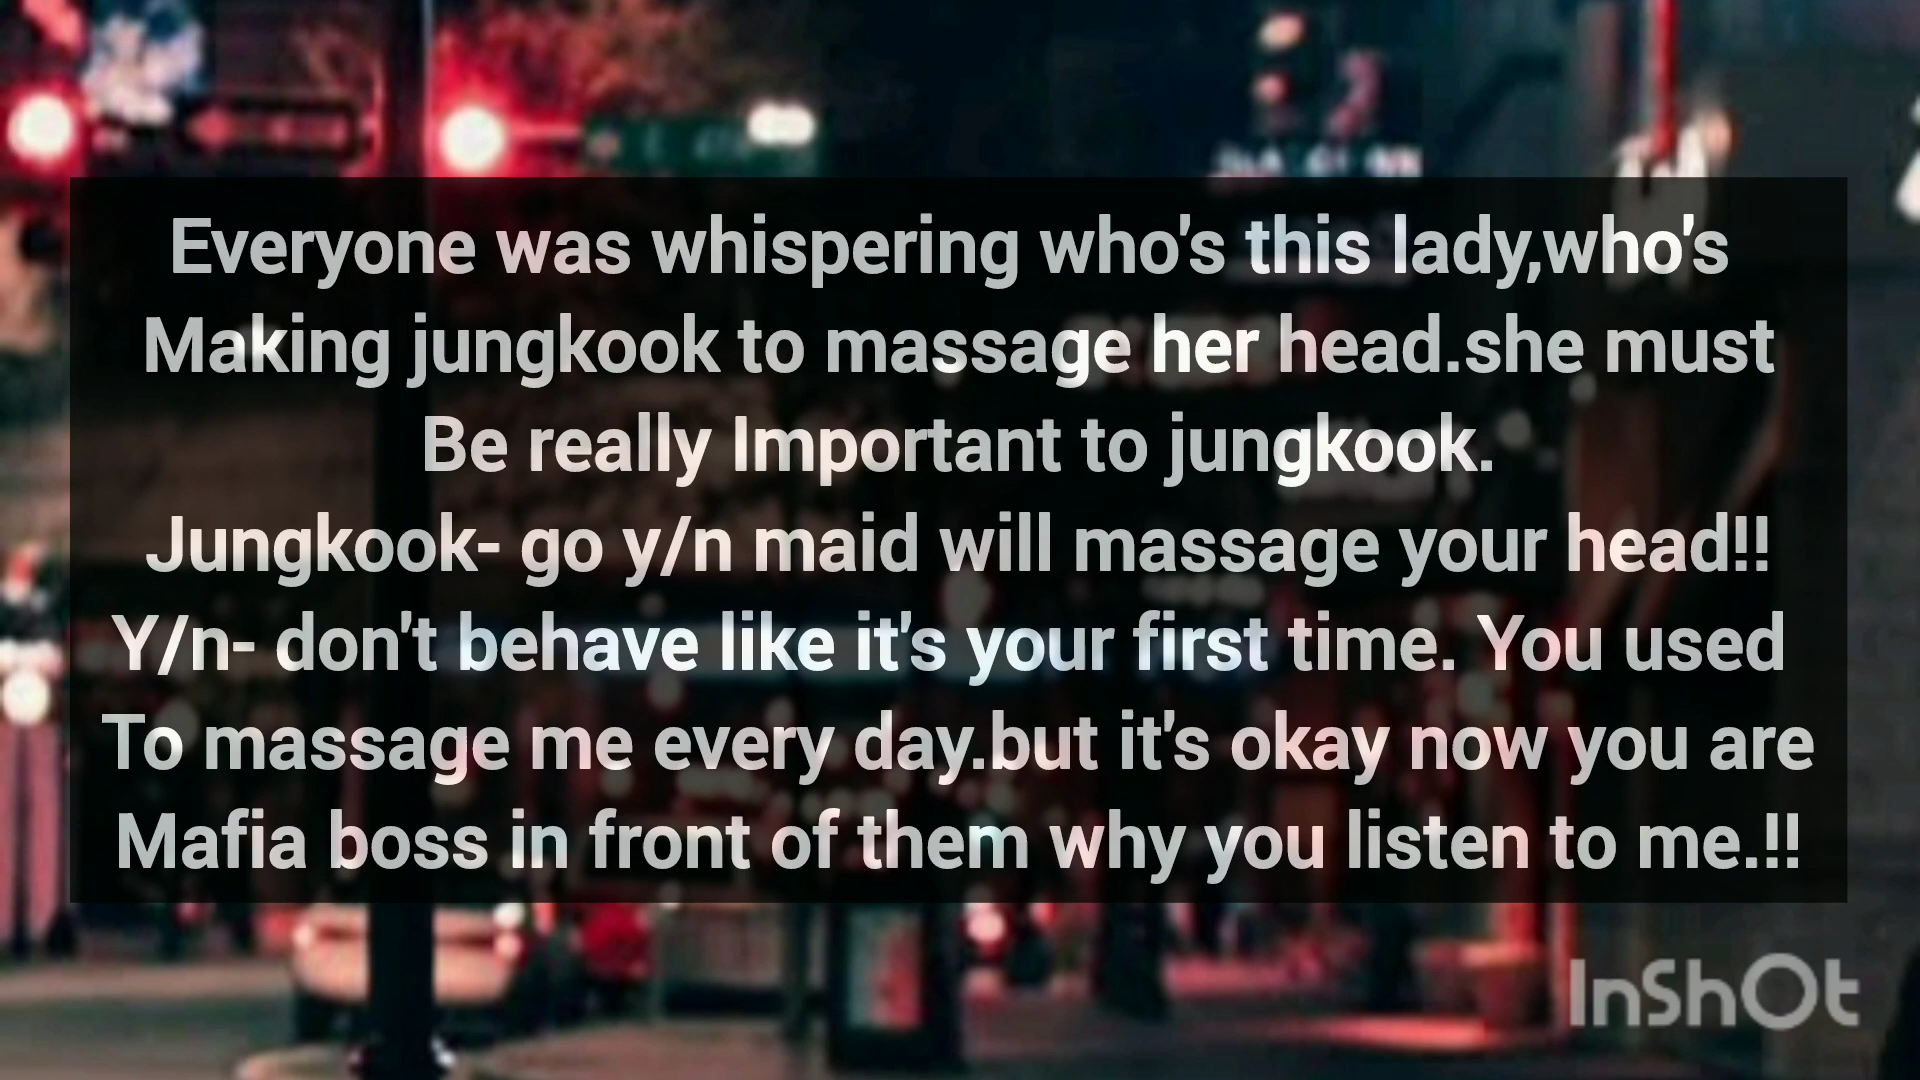 Everyone was whispering who's this lady,who's
Making jungkook to massage her head.she must
Be really Important to jungkook.
Jungkook- go y/n maid will massage your head!!
Y/n- don't behave like it's your first time. You used
To massage me every day.but it's okay now you are
Mafia boss in front of them why you listen to me.!!
InShOt